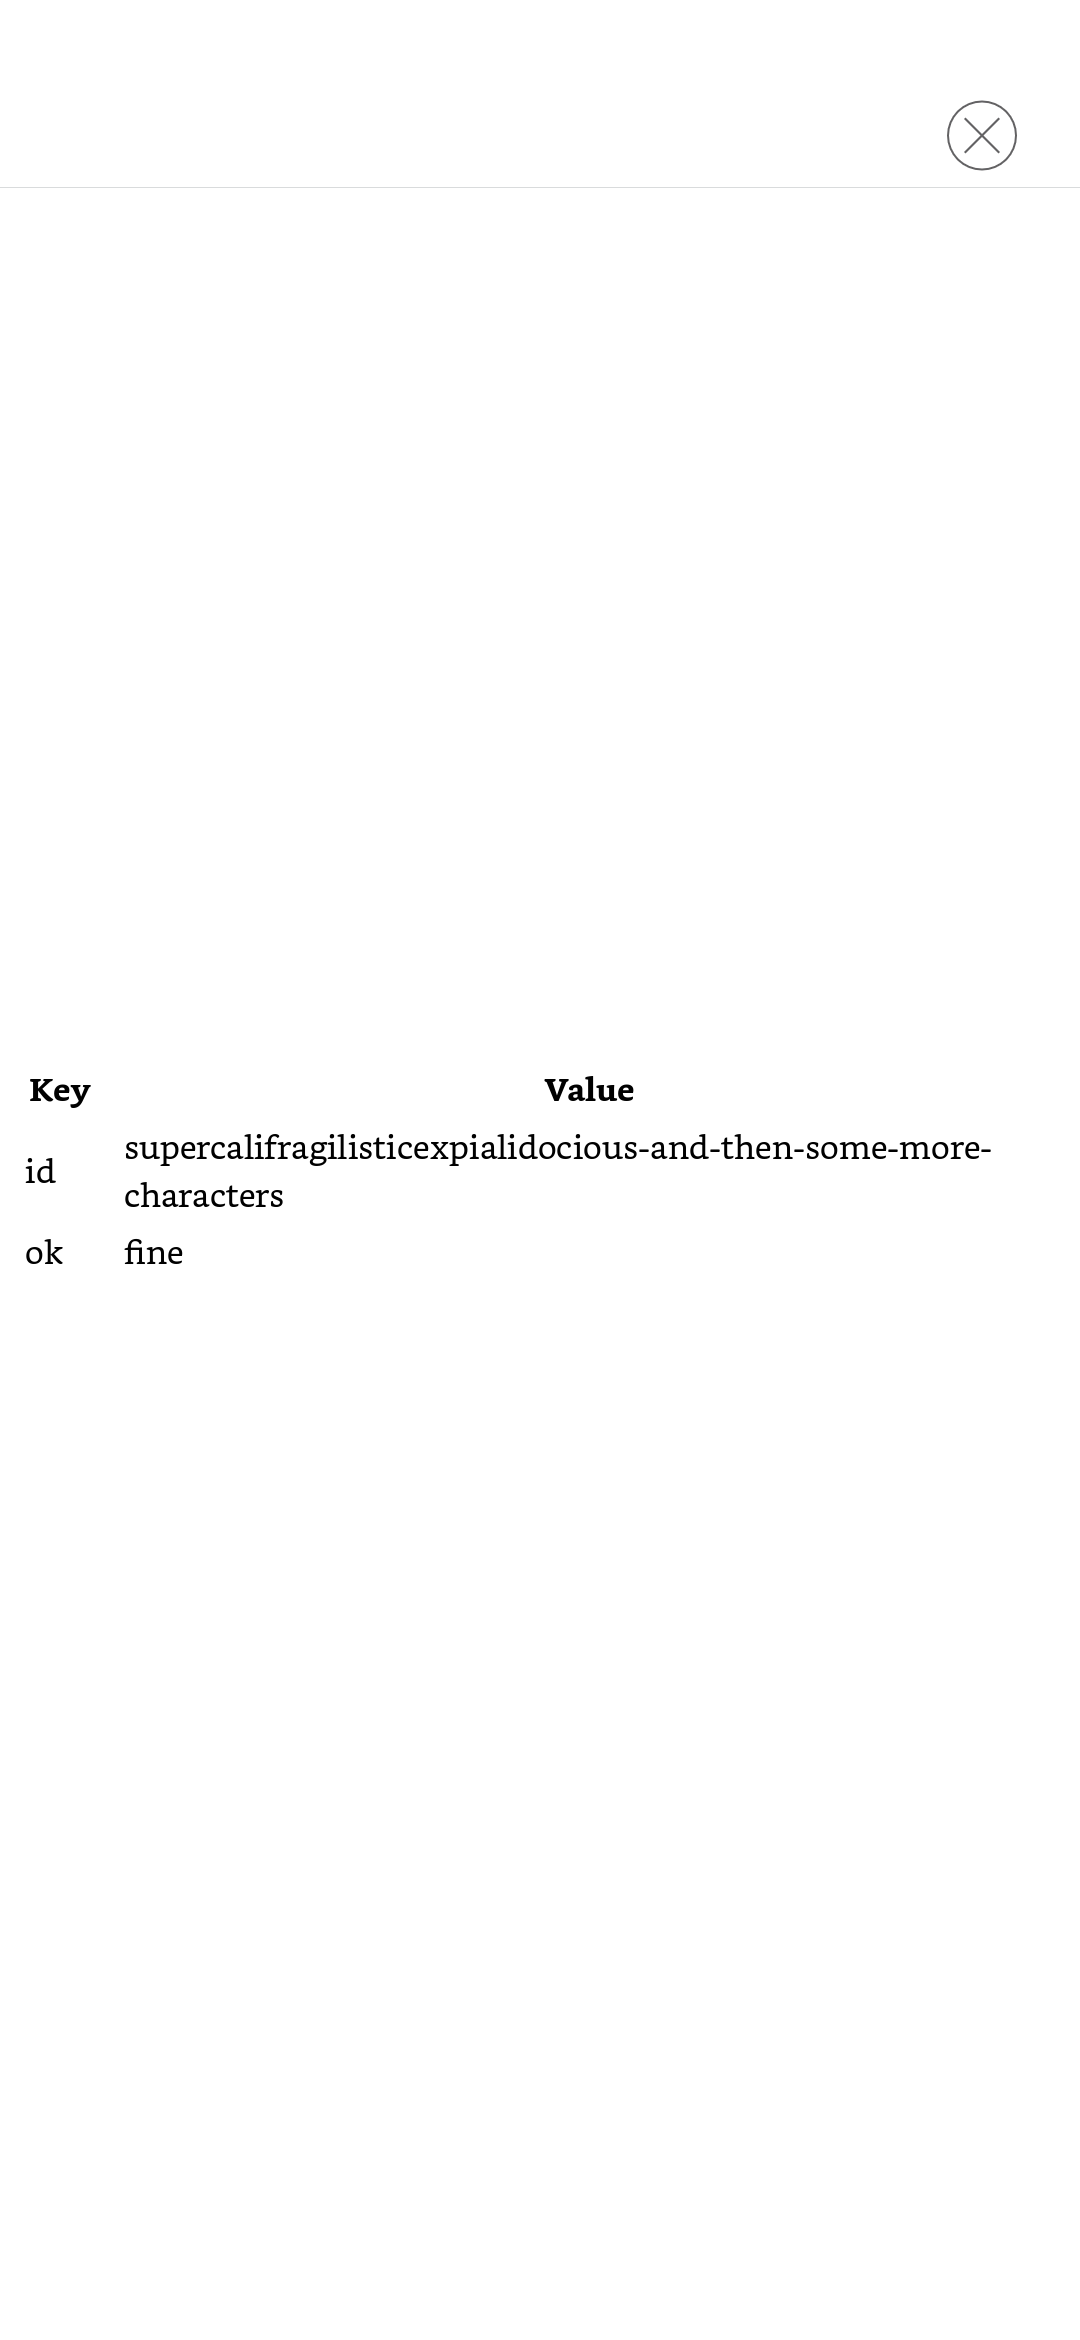 Key Value
id supercalifragilisticexpialidocious-and-then-some-more-
characters
ok fine